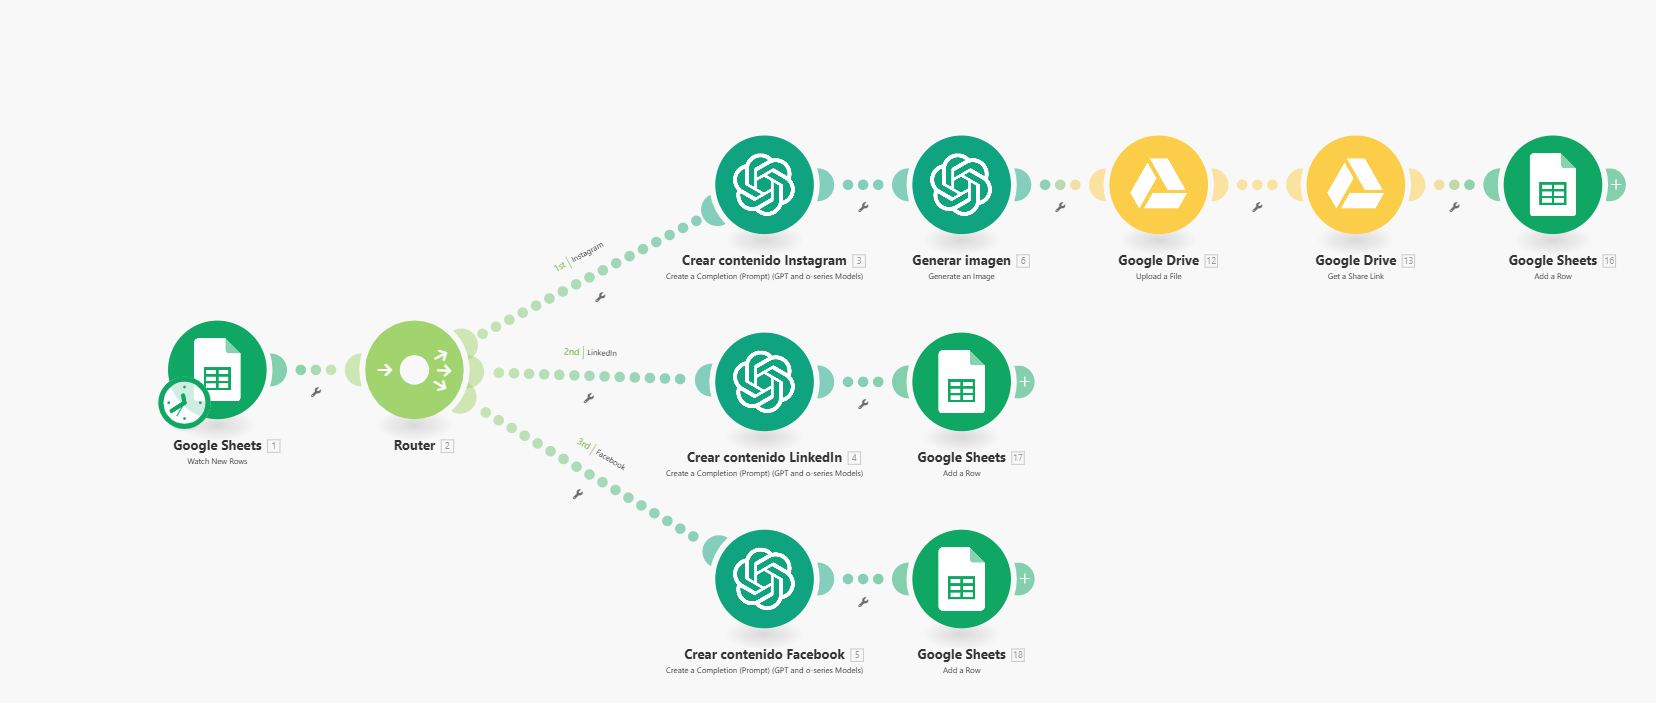 Crear contenido Instagram 3
Create a Completion (Prompt) (GPT and o-series Models)
Generar imagen 6
Generate an Image
Google Drive 12
Upload a File
Google Drive 13
Get a Share Link
Google Sheets 16
Add a Row
1st | Instagram
2nd | LinkedIn
3rd | Facebook
Google Sheets 1
Watch New Rows
Router 2
Crear contenido LinkedIn 4
Create a Completion (Prompt) (GPT and o-series Models)
Google Sheets 17
Add a Row
Crear contenido Facebook 5
Create a Completion (Prompt) (GPT and o-series Models)
Google Sheets 18
Add a Row